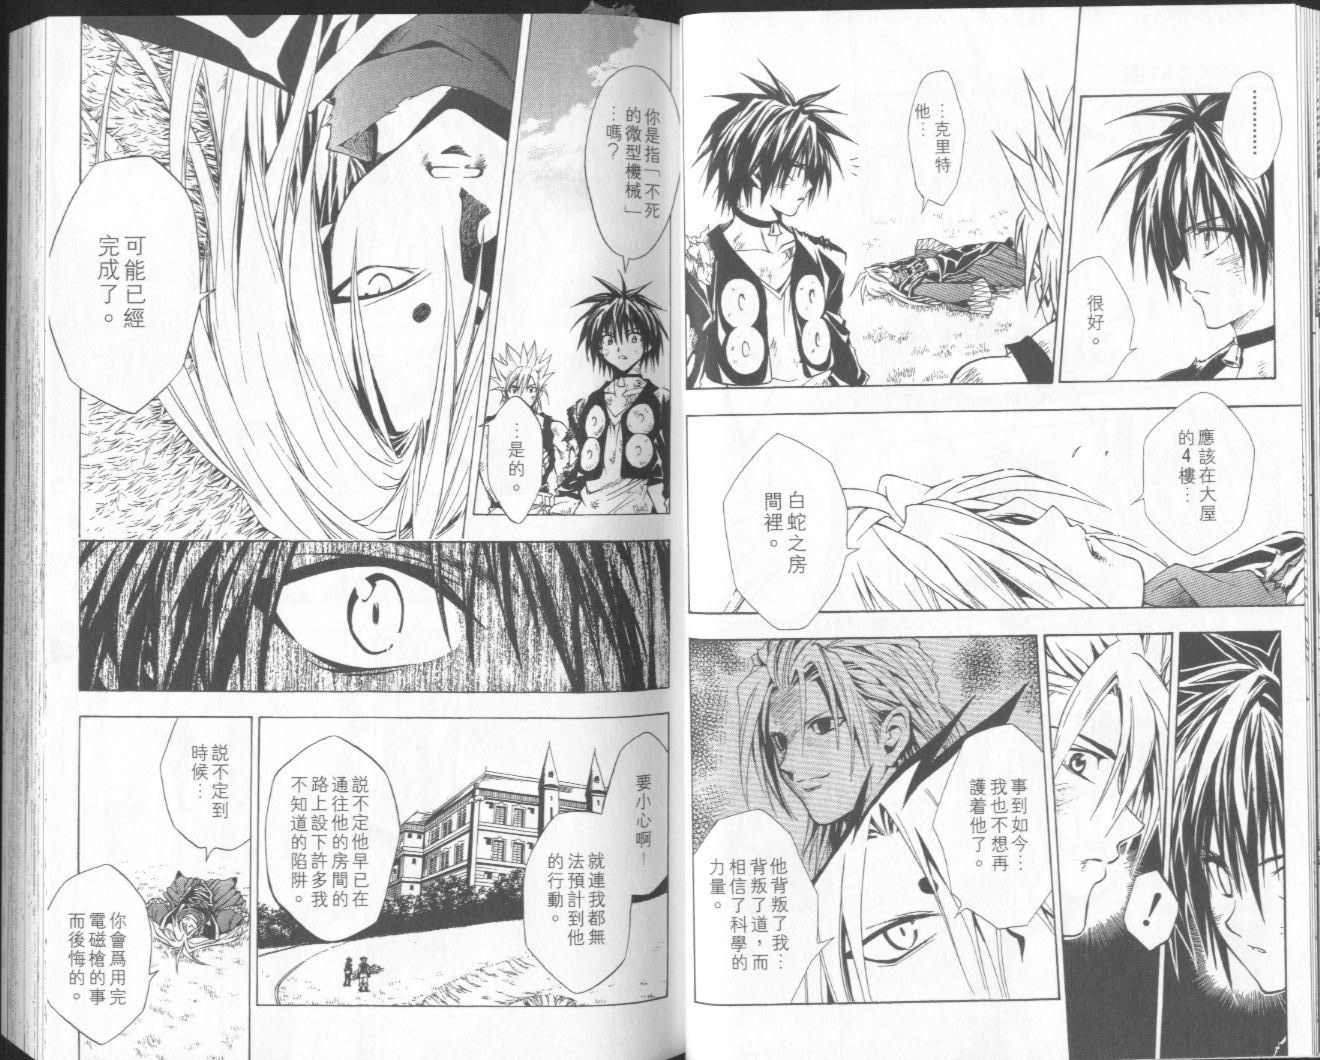 …………
很好。
…克里特
他…
應該在大屋
的4樓…
白蛇之房
間裡。
!
事到如今…
我也不想再
護着他了。
他背叛了我…
背叛了道，而
相信了科學的
力量。
你是指「不死
的微型機械」
…嗎？
…是的。
可能已經
完成了。
要小心啊！
就連我都無
法預計到他
的行動。
説不定他早已在
通往他的房間的
路上設下許多我
不知道的陷阱。
説不定到
時候…
你會爲用完
電磁槍的事
而後悔的。